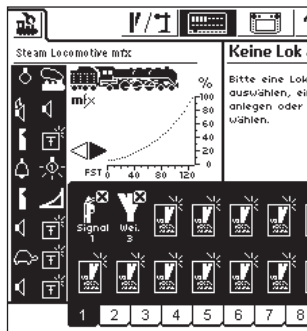 Steam Locomotive mfx
mfx
%
100
80
60
40
20
0
FST 0 40 80 120
Keine Lok
Bitte eine Lok
auswählen, ei
anlegen oder
wählen.
Signal
1
Wei.
3
1 2 3 4 5 6 7 8